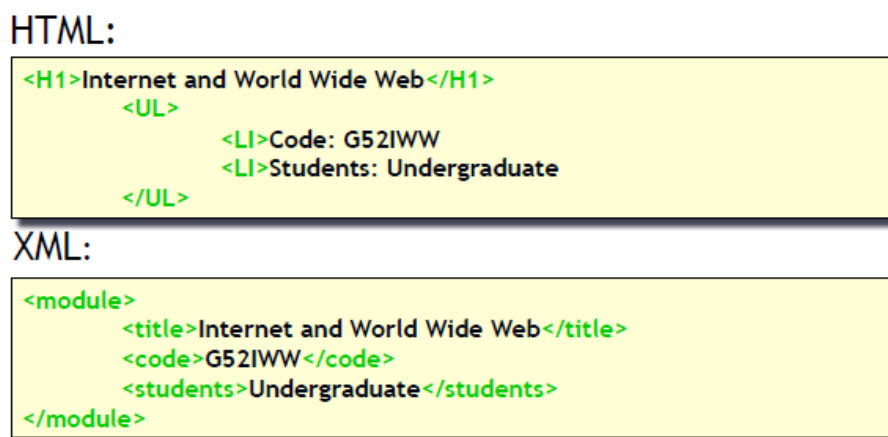 HTML:
<H1>Internet and World Wide Web</H1>
<UL>
<LI>Code: G52IWW
<LI>Students: Undergraduate
</UL>
XML:
<module>
<title>Internet and World Wide Web</title>
<code>G52IWW</code>
<students>Undergraduate</students>
</module>